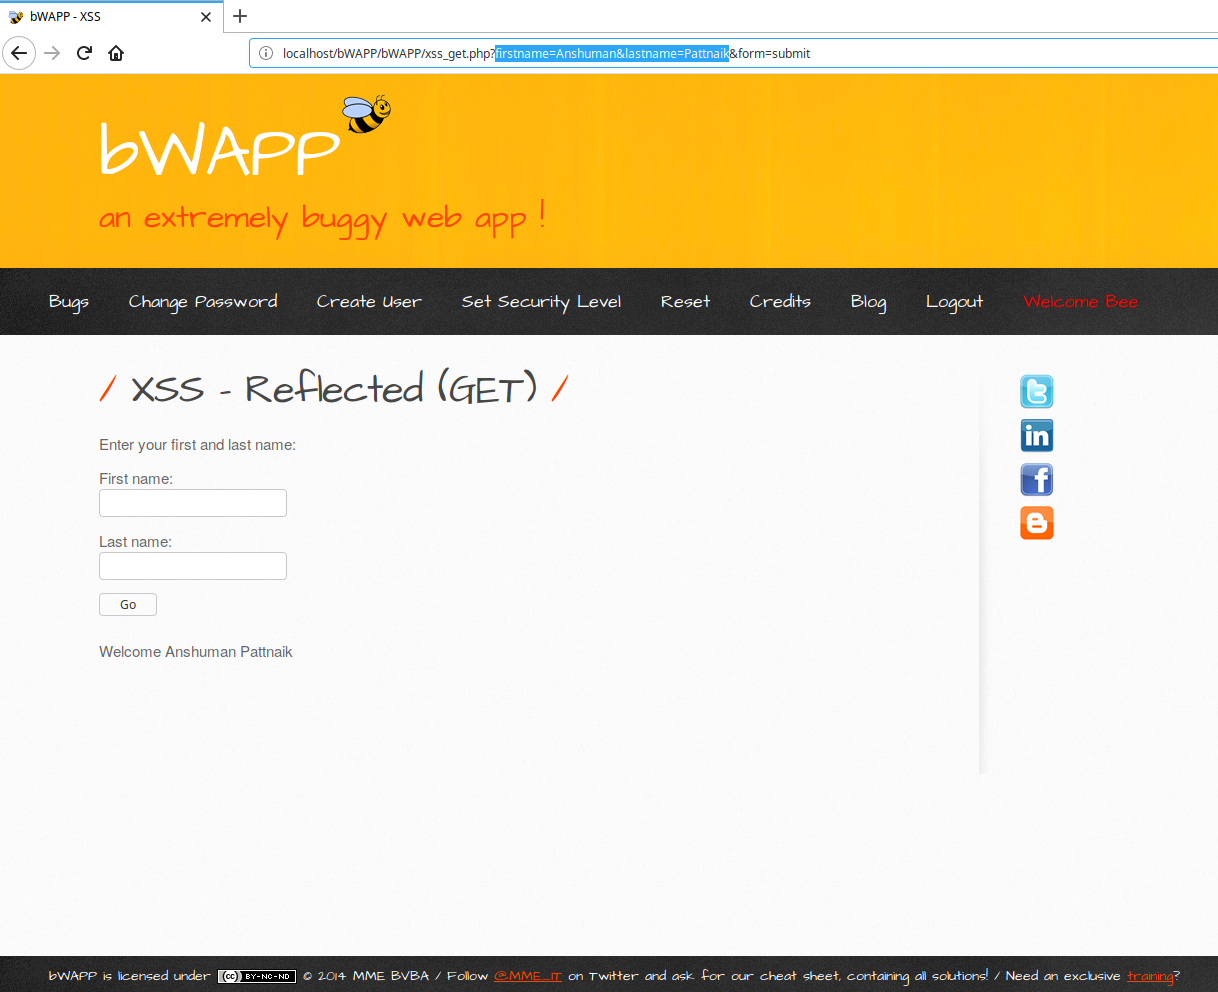 bWAPP - XSS
localhost/bWAPP/bWAPP/xss_get.php?firstname=Anshuman&lastname=Pattnaik&form=submit
bWAPP
an extremely buggy web app !
Bugs Change Password Create User Set Security Level Reset Credits Blog Logout Welcome Bee
/ XSS - Reflected (GET) /
Enter your first and last name:
First name:
Last name:
Go
Welcome Anshuman Pattnaik
bWAPP is licensed under (cc) BY-NC-ND © 2014 MME BVBA / Follow @MME_IT on Twitter and ask for our cheat sheet, containing all solutions! / Need an exclusive training?